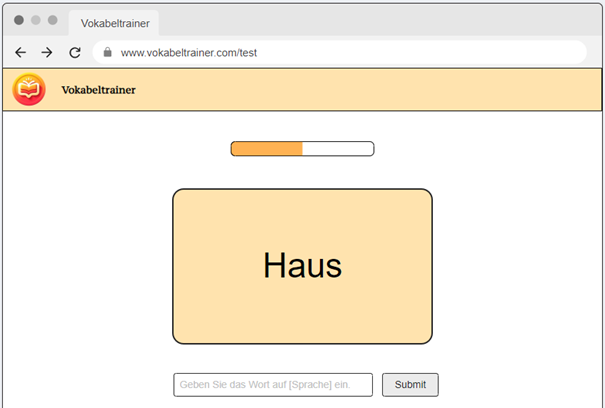 Vokabeltrainer
www.vokabeltrainer.com/test
Vokabeltrainer
Haus
Geben Sie das Wort auf [Sprache] ein.
Submit